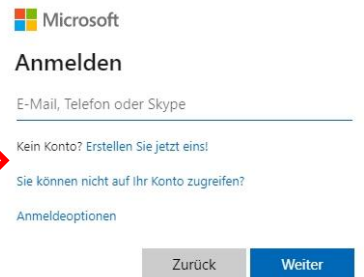 Microsoft
Anmelden
E-Mail, Telefon oder Skype
Kein Konto? Erstellen Sie jetzt eins!
Sie können nicht auf Ihr Konto zugreifen?
Anmeldeoptionen
Zurück Weiter